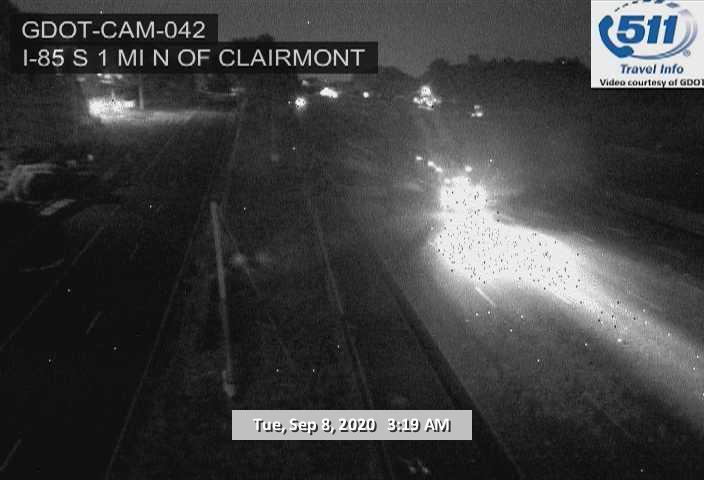 GDOT-CAM-042
I-85 S 1 MI N OF CLAIRMONT
511
Travel Info
Video courtesy of GDOT
Tue, Sep 8, 2020 3:19 AM